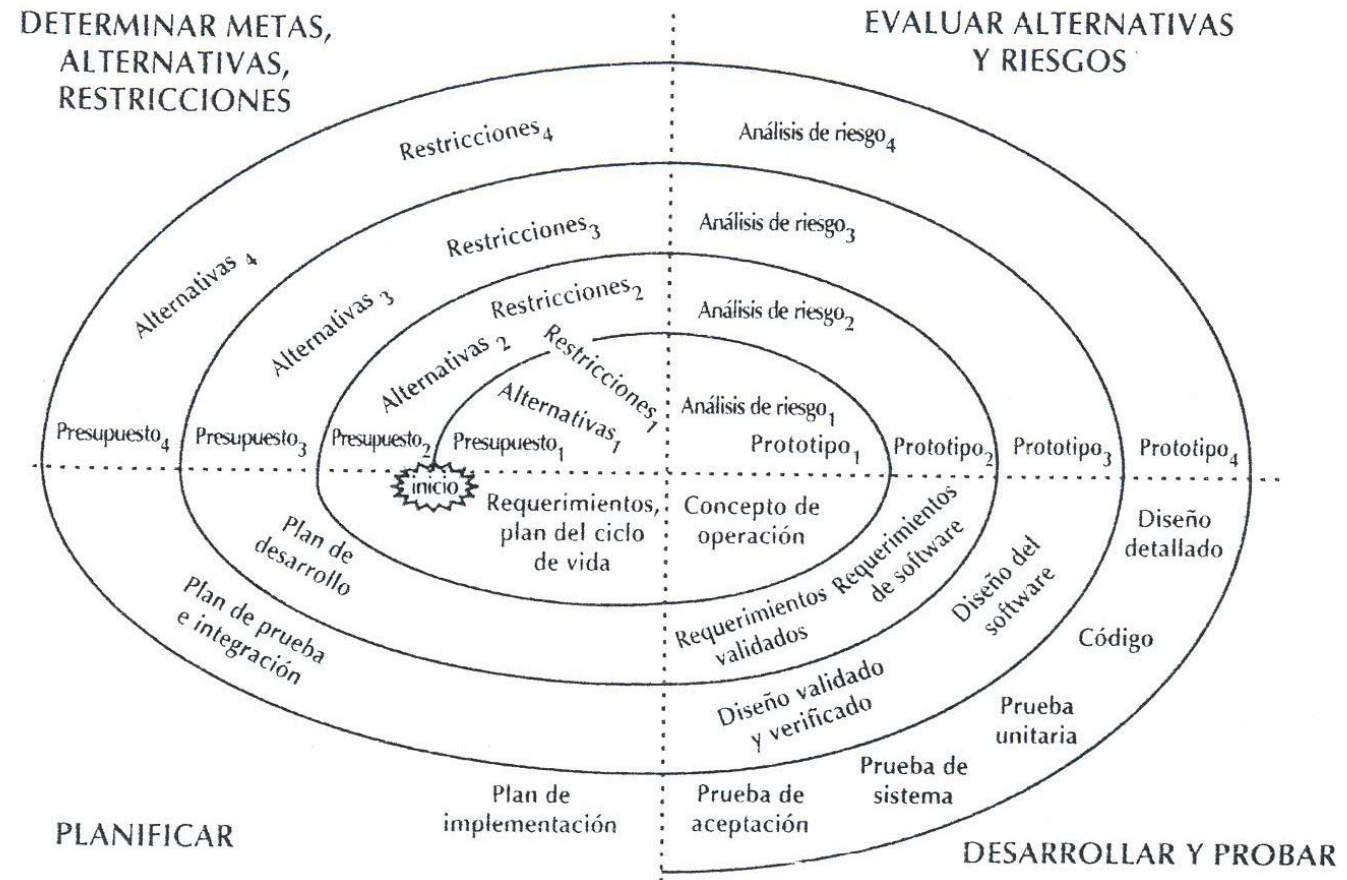 DETERMINAR METAS,
ALTERNATIVAS,
RESTRICCIONES
EVALUAR ALTERNATIVAS
Y RIESGOS
Restricciones4
Análisis de riesgo4
Alternativas 4
Restricciones3
Análisis de riesgo3
Alternativas 3
Restricciones2
Análisis de riesgo2
Alternativas 2
Restricciones1
Alternativas1
Análisis de riesgo1
Presupuesto4
Presupuesto3
Presupuesto2
Presupuesto1
Prototipo1
Prototipo2
Prototipo3
Prototipo4
INICIO
Requerimientos,
plan del ciclo
de vida
Concepto de
operación
Requerimientos
de software
Diseño del
software
Diseño
detallado
Plan de
desarrollo
Requerimientos
validados
Código
Plan de prueba
e integración
Diseño validado
y verificado
Prueba
unitaria
Prueba de
sistema
Plan de
implementación
Prueba de
aceptación
PLANIFICAR
DESARROLLAR Y PROBAR